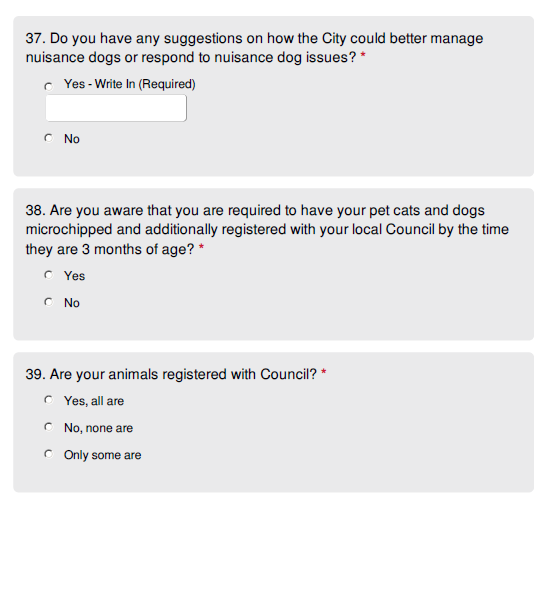 37. Do you have any suggestions on how the City could better manage
nuisance dogs or respond to nuisance dog issues? *
Yes - Write In (Required)
No
38. Are you aware that you are required to have your pet cats and dogs
microchipped and additionally registered with your local Council by the time
they are 3 months of age? *
Yes
No
39. Are your animals registered with Council? *
Yes, all are
No, none are
Only some are